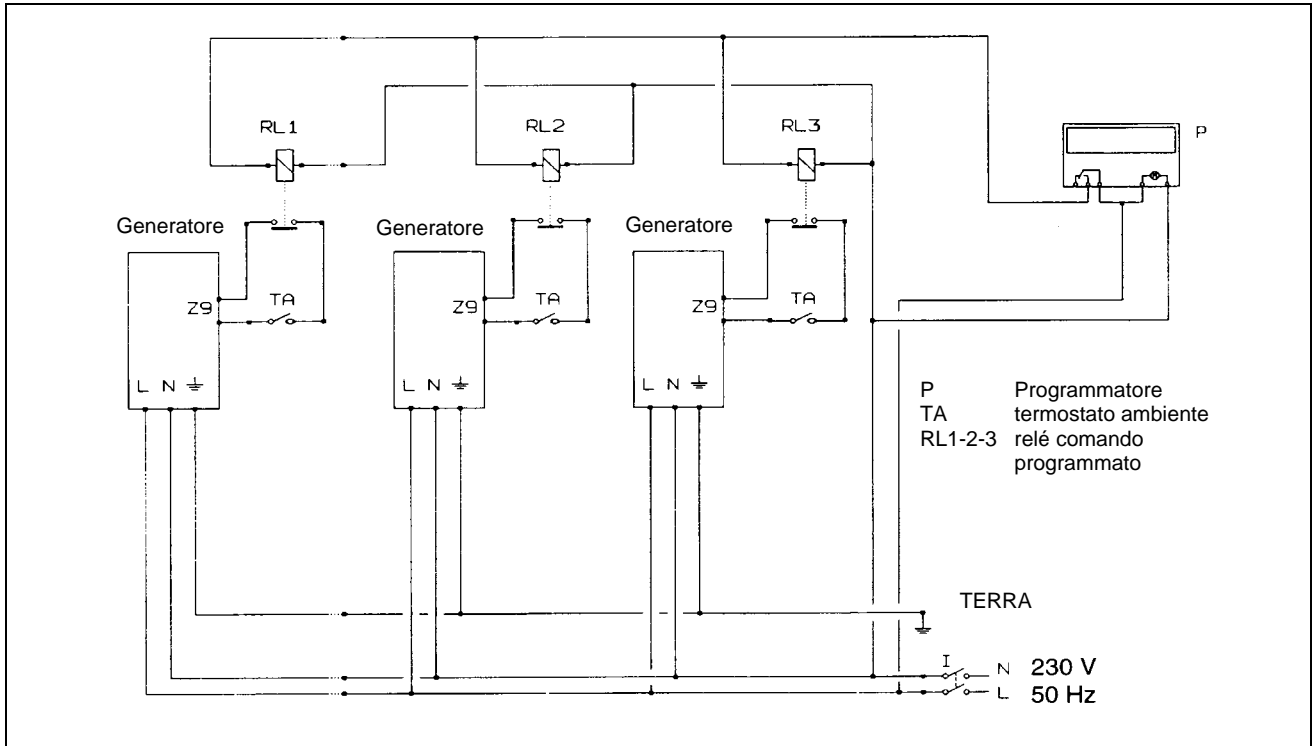 RL1
RL2
RL3
P
Generatore
Generatore
Generatore
Z9
TA
Z9
TA
Z9
TA
L N
L N
L N
P Programmatore
TA termostato ambiente
RL1-2-3 relé comando
programmato
TERRA
I
N 230 V
L 50 Hz